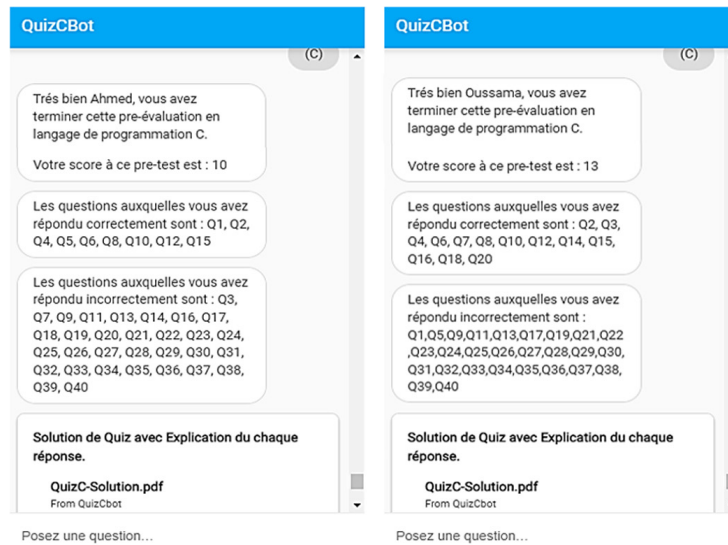 QuizCBot
(C)
Trés bien Ahmed, vous avez
terminer cette pre-évaluation en
langage de programmation C.
Votre score à ce pre-test est : 10
Les questions auxquelles vous avez
répondu correctement sont : Q1, Q2,
Q4, Q5, Q6, Q8, Q10, Q12, Q15
Les questions auxquelles vous avez
répondu incorrectement sont : Q3,
Q7, Q9, Q11, Q13, Q14, Q16, Q17,
Q18, Q19, Q20, Q21, Q22, Q23, Q24,
Q25, Q26, Q27, Q28, Q29, Q30, Q31,
Q32, Q33, Q34, Q35, Q36, Q37, Q38,
Q39, Q40
Solution de Quiz avec Explication du chaque
réponse.
QuizC-Solution.pdf
From QuizCbot
Posez une question...
QuizCBot
(C)
Trés bien Oussama, vous avez
terminer cette pre-évaluation en
langage de programmation C.
Votre score à ce pre-test est : 13
Les questions auxquelles vous avez
répondu correctement sont : Q2, Q3,
Q4, Q6, Q7, Q8, Q10, Q12, Q14, Q15,
Q16, Q18, Q20
Les questions auxquelles vous avez
répondu incorrectement sont :
Q1,Q5,Q9,Q11,Q13,Q17,Q19,Q21,Q22
,Q23,Q24,Q25,Q26,Q27,Q28,Q29,Q30,
Q31,Q32,Q33,Q34,Q35,Q36,Q37,Q38,
Q39,Q40
Solution de Quiz avec Explication du chaque
réponse.
QuizC-Solution.pdf
From QuizCbot
Posez une question...